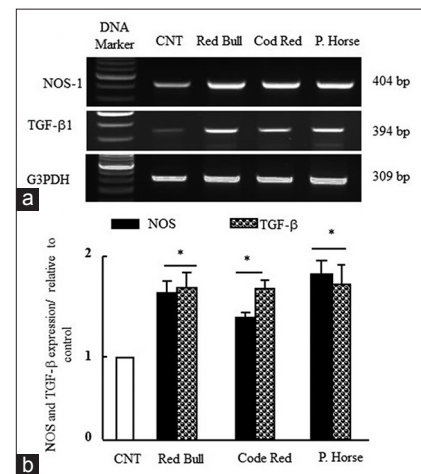 DNA
Marker
CNT Red Bull Cod Red P. Horse
NOS-1 404 bp
TGF-β1 394 bp
G3PDH 309 bp
a
NOS TGF-β
2
* * *
NOS and TGF-β expression/ relative to
control
1
0
CNT Red Bull Code Red P. Horse
b